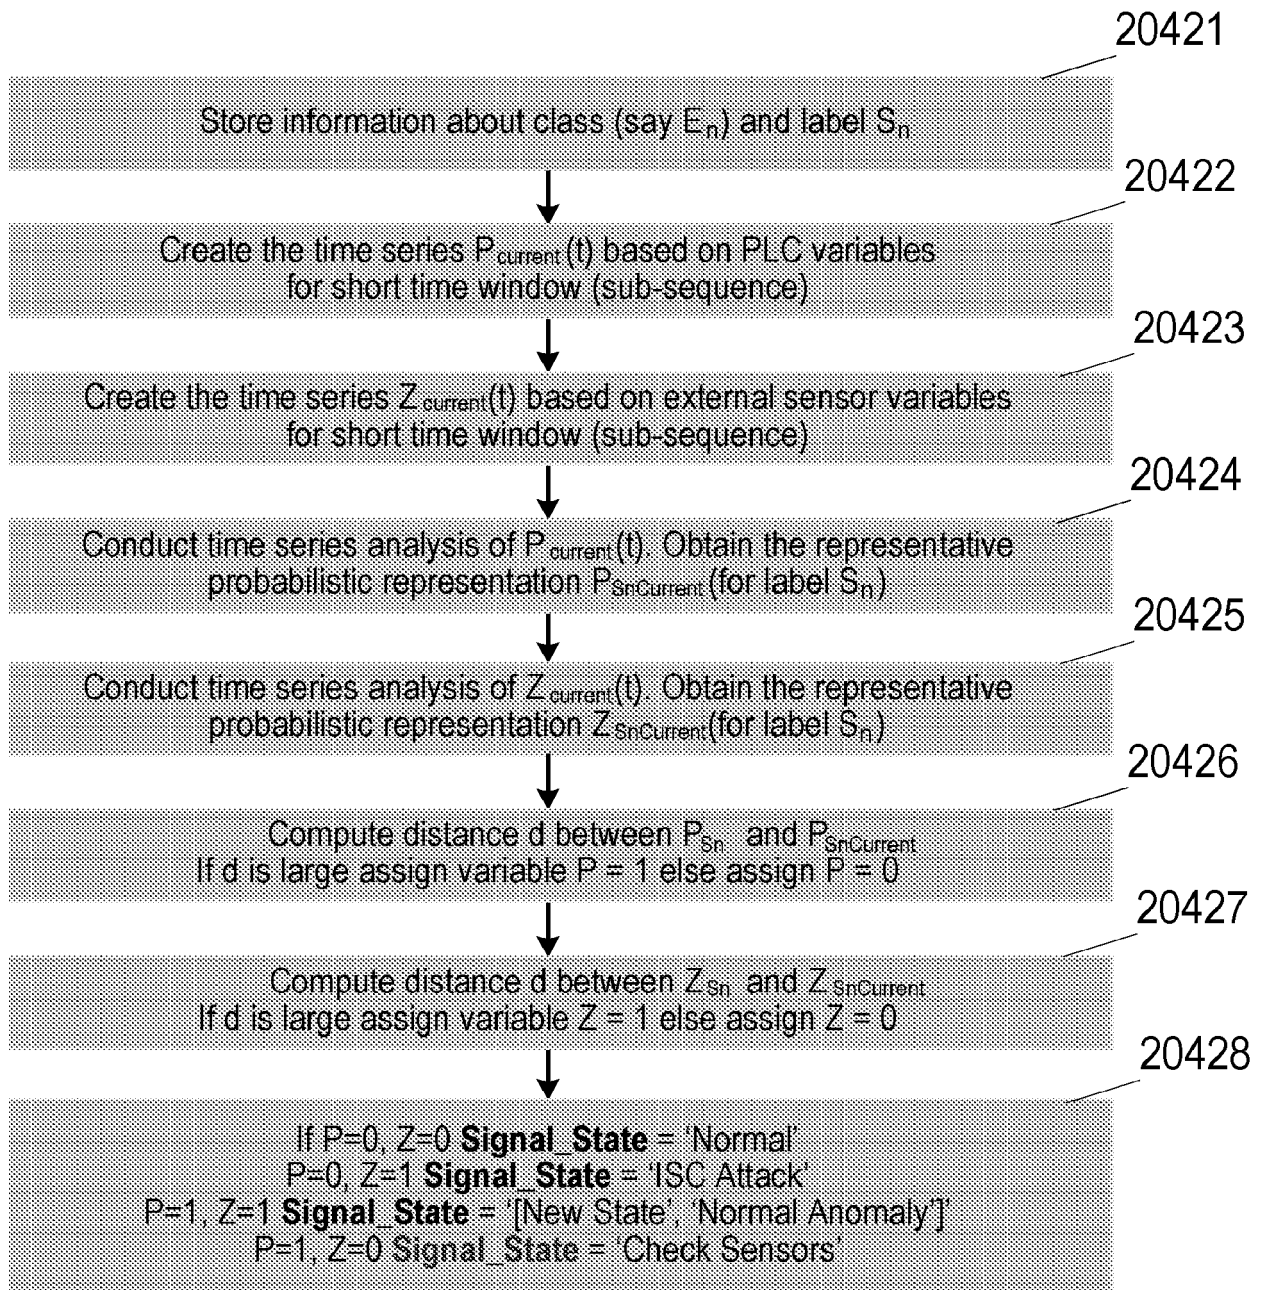 20421
Store information about class (say En) and label Sn
20422
Create the time series Pcurrent (t) based on PLC variables
for short time window (sub-sequence)
20423
Create the time series Zcurrent(t) based on external sensor variables
for short time window (sub-sequence)
20424
Conduct time series analysis of Pcurrent(t). Obtain the representative
probabilistic representation PSnCurrent(for label Sn)
20425
Conduct time series analysis of Zcurrent(t). Obtain the representative
probabilistic representation ZSnCurrent(for label Sn)
20426
Compute distance d between PSn and PSnCurrent
If d is large assign variable P = 1 else assign P = 0
20427
Compute distance d between ZSn and ZSnCurrent
If d is large assign variable Z = 1 else assign Z = 0
20428
If P=0, Z=0 Signal_State = 'Normal'
P=0, Z=1 Signal_State = 'ISC Attack'
P=1, Z=1 Signal_State = '[New State', 'Normal Anomaly']'
P=1, Z=0 Signal_State = 'Check Sensors'